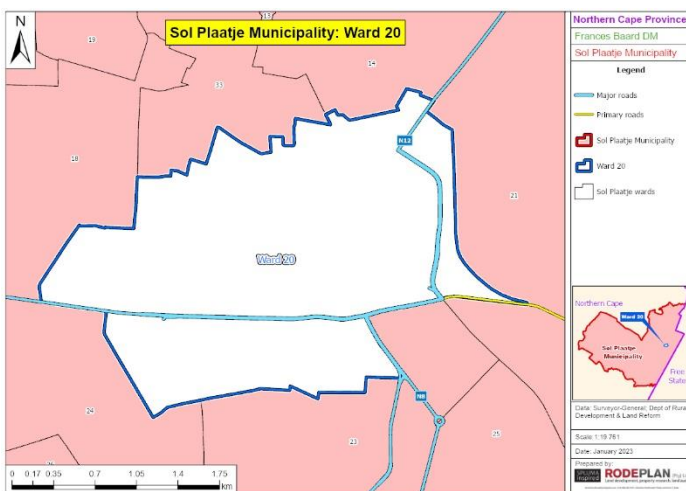 N
Sol Plaatje Municipality: Ward 20
19
13
14
33
18
21
N12
Ward 20
N8
24
23
25
0 0.17 0.35 0.7 1.05 1.4 1.75
km
Northern Cape Province
Frances Baard DM
Sol Plaatje Municipality
Legend
Major roads
Primary roads
Sol Plaatje Municipality
Ward 20
Sol Plaatje wards
Northern Cape
Ward 20
Sol Plaatje
Municipality
Free
State
Data: Surveyor-General; Dept of Rural
Development & Land Reform
Scale: 1:19 761
Date: January 2023
Prepared by:
SPLUMA
Inspired
RODEPLAN